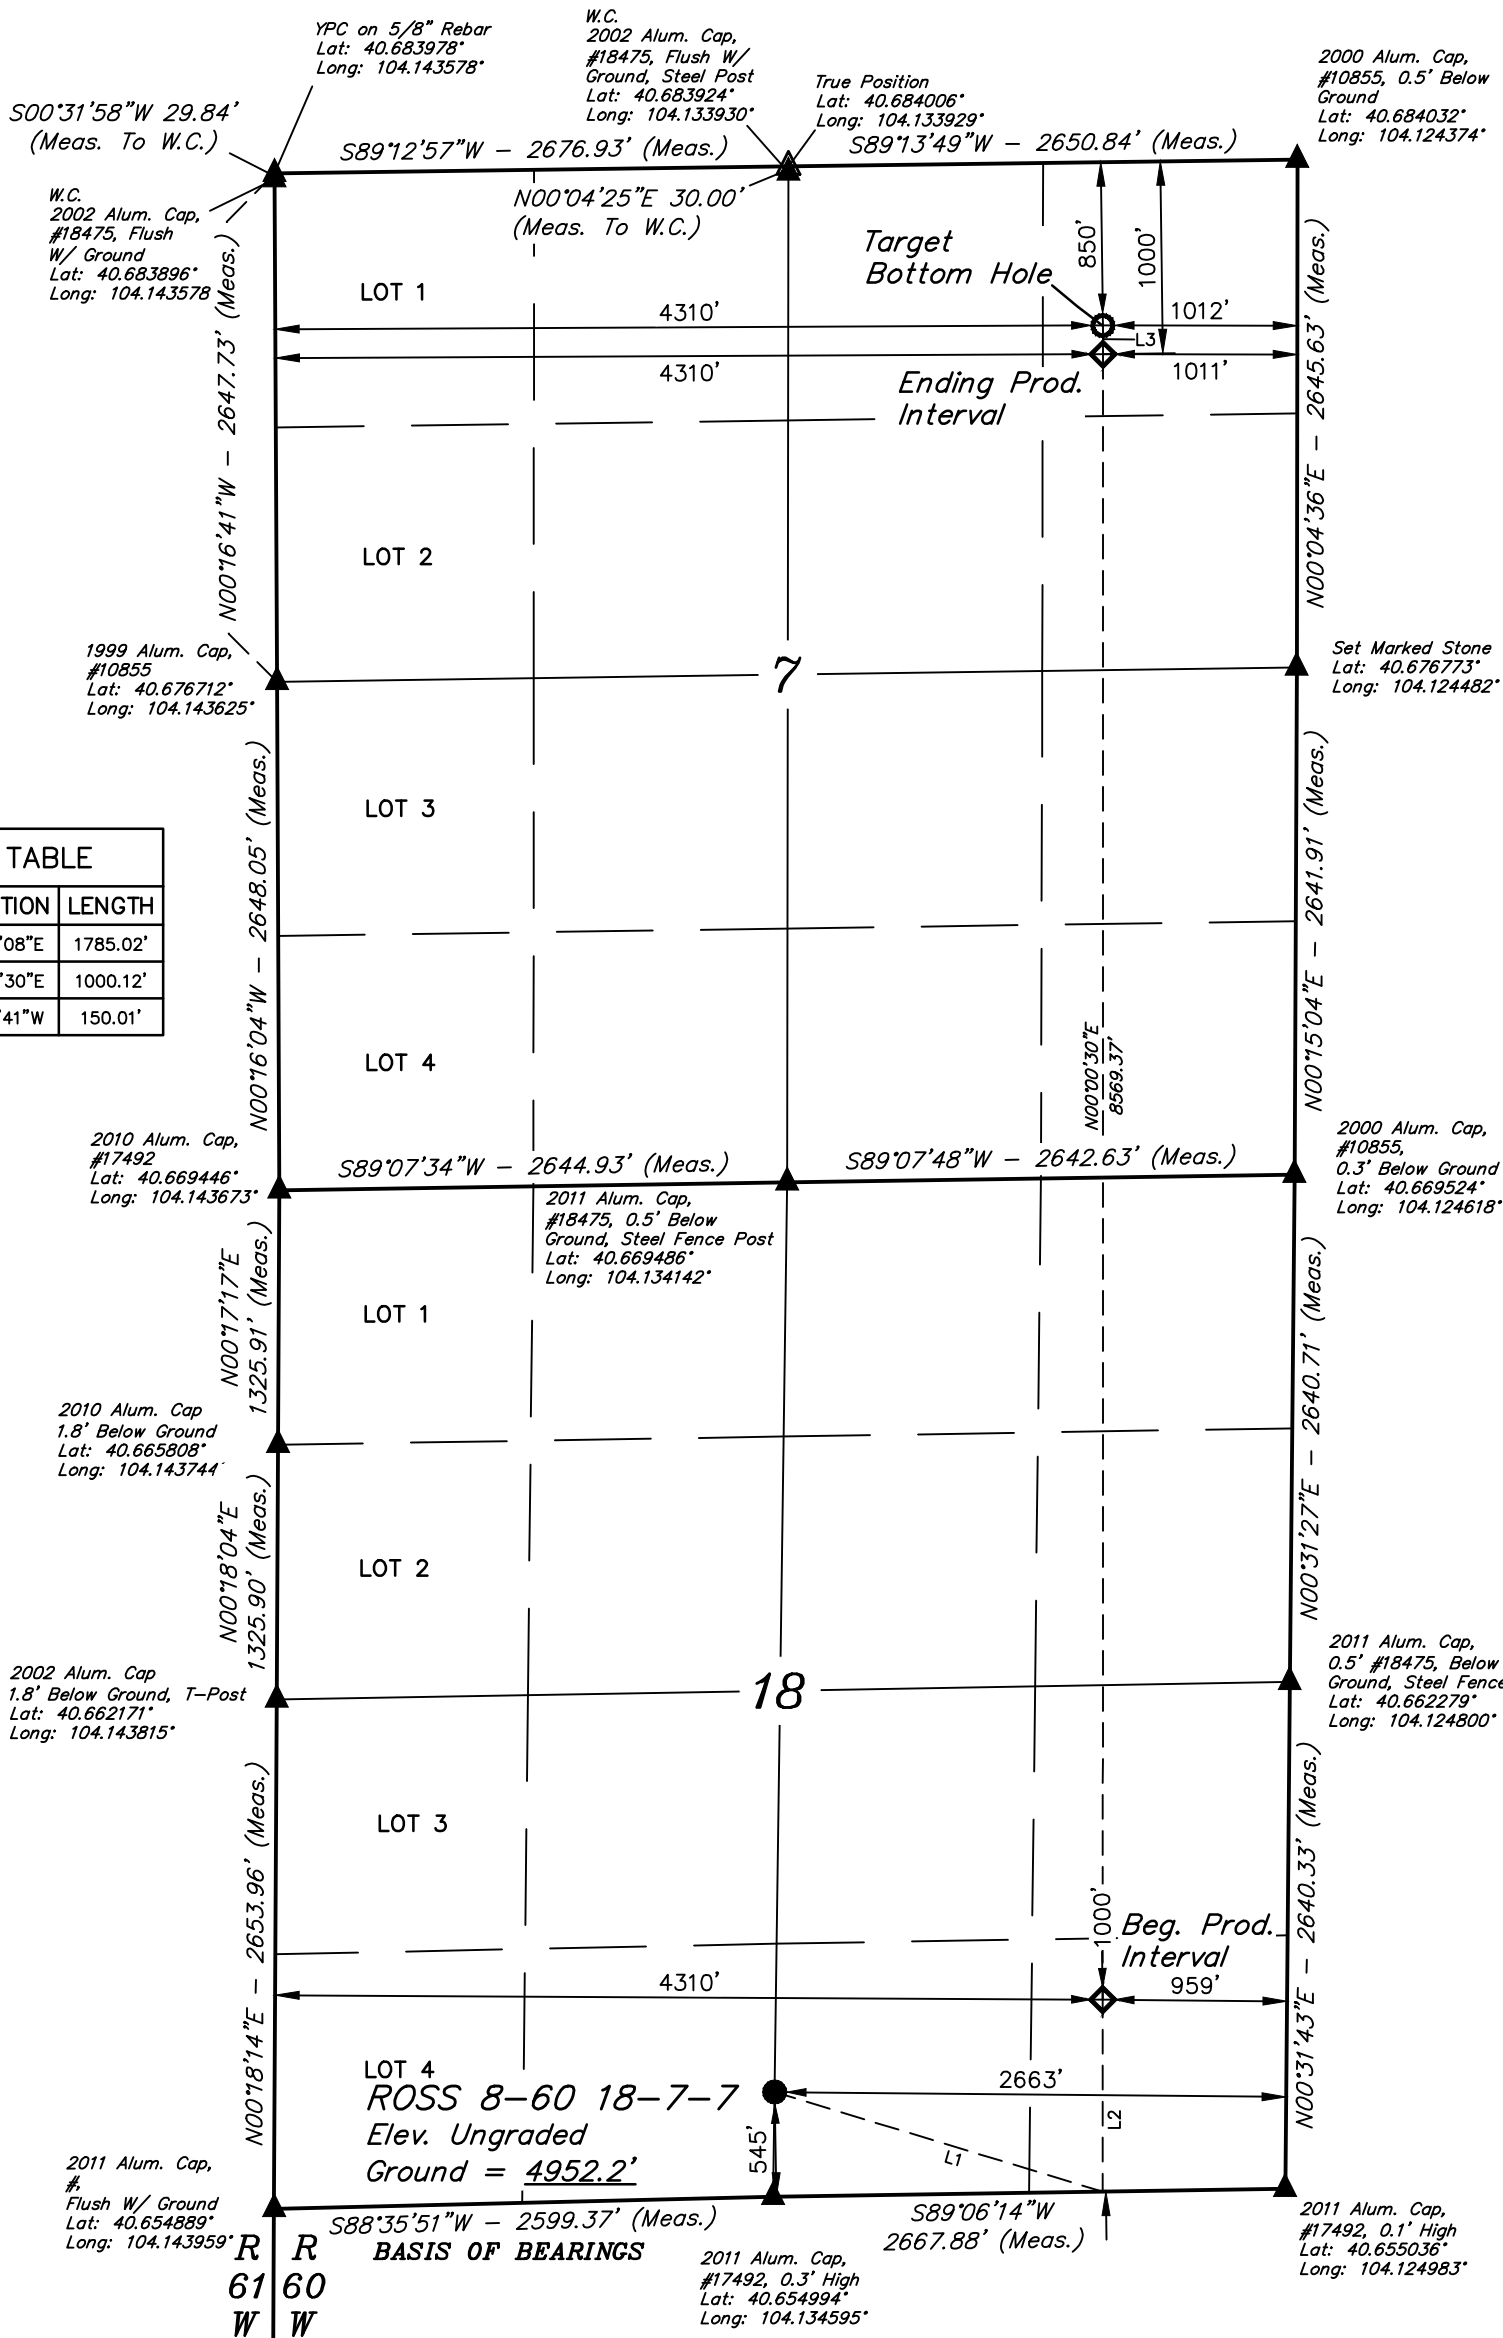 YPC on 5/8" Rebar
Lat: 40.683978°
Long: 104.143578°
W.C.
2002 Alum. Cap,
#18475, Flush W/
Ground, Steel Post
Lat: 40.683924°
Long: 104.133930°
True Position
Lat: 40.684006°
Long: 104.133929°
2000 Alum. Cap,
#10855, 0.5' Below
Ground
Lat: 40.684032°
Long: 104.124374°
S00°31'58"W 29.84'
(Meas. To W.C.)
S89°12'57"W - 2676.93' (Meas.)
S89°13'49"W - 2650.84' (Meas.)
W.C.
2002 Alum. Cap,
#18475, Flush
W/ Ground
Lat: 40.683896°
Long: 104.143578
N00°04'25"E 30.00'
(Meas. To W.C.)
Target
Bottom Hole
850'
1000'
LOT 1
4310'
1012'
L3
4310'
1011'
Ending Prod.
Interval
N00°16'41"W - 2647.73' (Meas.)
N00°04'36"E - 2645.63' (Meas.)
LOT 2
1999 Alum. Cap,
#10855
Lat: 40.676712°
Long: 104.143625°
7
Set Marked Stone
Lat: 40.676773°
Long: 104.124482°
LOT 3
TABLE
TION LENGTH
'08"E 1785.02'
'30"E 1000.12'
'41"W 150.01'
N00°16'04"W - 2648.05' (Meas.)
N00°15'04"E - 2641.91' (Meas.)
LOT 4
N00°00'30"E
8569.37'
2010 Alum. Cap,
#17492
Lat: 40.669446°
Long: 104.143673°
S89°07'34"W - 2644.93' (Meas.)
S89°07'48"W - 2642.63' (Meas.)
2000 Alum. Cap,
#10855,
0.3' Below Ground
Lat: 40.669524°
Long: 104.124618°
2011 Alum. Cap,
#18475, 0.5' Below
Ground, Steel Fence Post
Lat: 40.669486°
Long: 104.134142°
N00°17'17"E
1325.91' (Meas.)
LOT 1
N00°31'27"E - 2640.71' (Meas.)
2010 Alum. Cap
1.8' Below Ground
Lat: 40.665808°
Long: 104.143744°
N00°18'04"E
1325.90' (Meas.)
LOT 2
2002 Alum. Cap
1.8' Below Ground, T-Post
Lat: 40.662171°
Long: 104.143815°
18
2011 Alum. Cap,
0.5' #18475, Below
Ground, Steel Fence
Lat: 40.662279°
Long: 104.124800°
LOT 3
N00°18'14"E - 2653.96' (Meas.)
N00°31'43"E - 2640.33' (Meas.)
1000'
Beg. Prod.
Interval
4310'
959'
LOT 4
ROSS 8-60 18-7-7
Elev. Ungraded
Ground = 4952.2'
2663'
545'
L1
L2
2011 Alum. Cap,
#,
Flush W/ Ground
Lat: 40.654889°
Long: 104.143959°
S88°35'51"W - 2599.37' (Meas.)
BASIS OF BEARINGS
S89°06'14"W
2667.88' (Meas.)
2011 Alum. Cap,
#17492, 0.3' High
Lat: 40.654994°
Long: 104.134595°
2011 Alum. Cap,
#17492, 0.1' High
Lat: 40.655036°
Long: 104.124983°
R R
61 60
W W